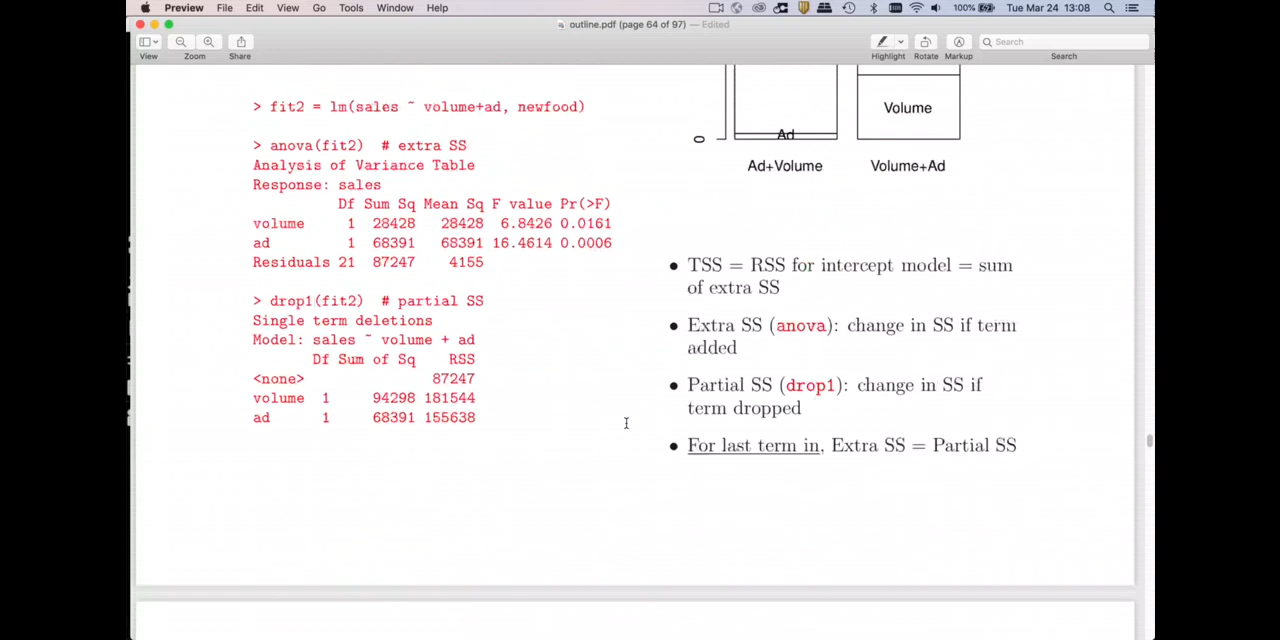 Preview File Edit View Go Tools Window Help 100% Tue Mar 24 13:08
outline.pdf (page 64 of 97) — Edited
Search
View Zoom Share Highlight Rotate Markup Search
> fit2 = lm(sales ~ volume+ad, newfood)
> anova(fit2) # extra SS
Analysis of Variance Table
Response: sales
Df Sum Sq Mean Sq F value Pr(>F)
volume 1 28428 28428 6.8426 0.0161
ad 1 68391 68391 16.4614 0.0006
Residuals 21 87247 4155
> drop1(fit2) # partial SS
Single term deletions
Model: sales ~ volume + ad
Df Sum of Sq RSS
<none> 87247
volume 1 94298 181544
ad 1 68391 155638
Volume
0 Ad
Ad+Volume Volume+Ad
• TSS = RSS for intercept model = sum
of extra SS
• Extra SS (anova): change in SS if term
added
• Partial SS (drop1): change in SS if
term dropped
• For last term in, Extra SS = Partial SS